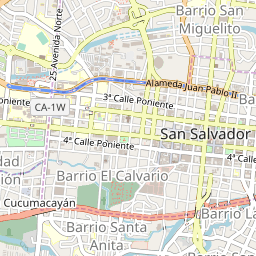 Barrio San
Miguelito
25 Avenida Norte
Alameda Juan Pablo II
Poniente
3ª Calle Poniente
CA-1W
San Salvador
4ª Calle Poniente
4ª Calle
Barrio El Calvario
Cucumacayán
Barrio Santa
Anita
Barrio